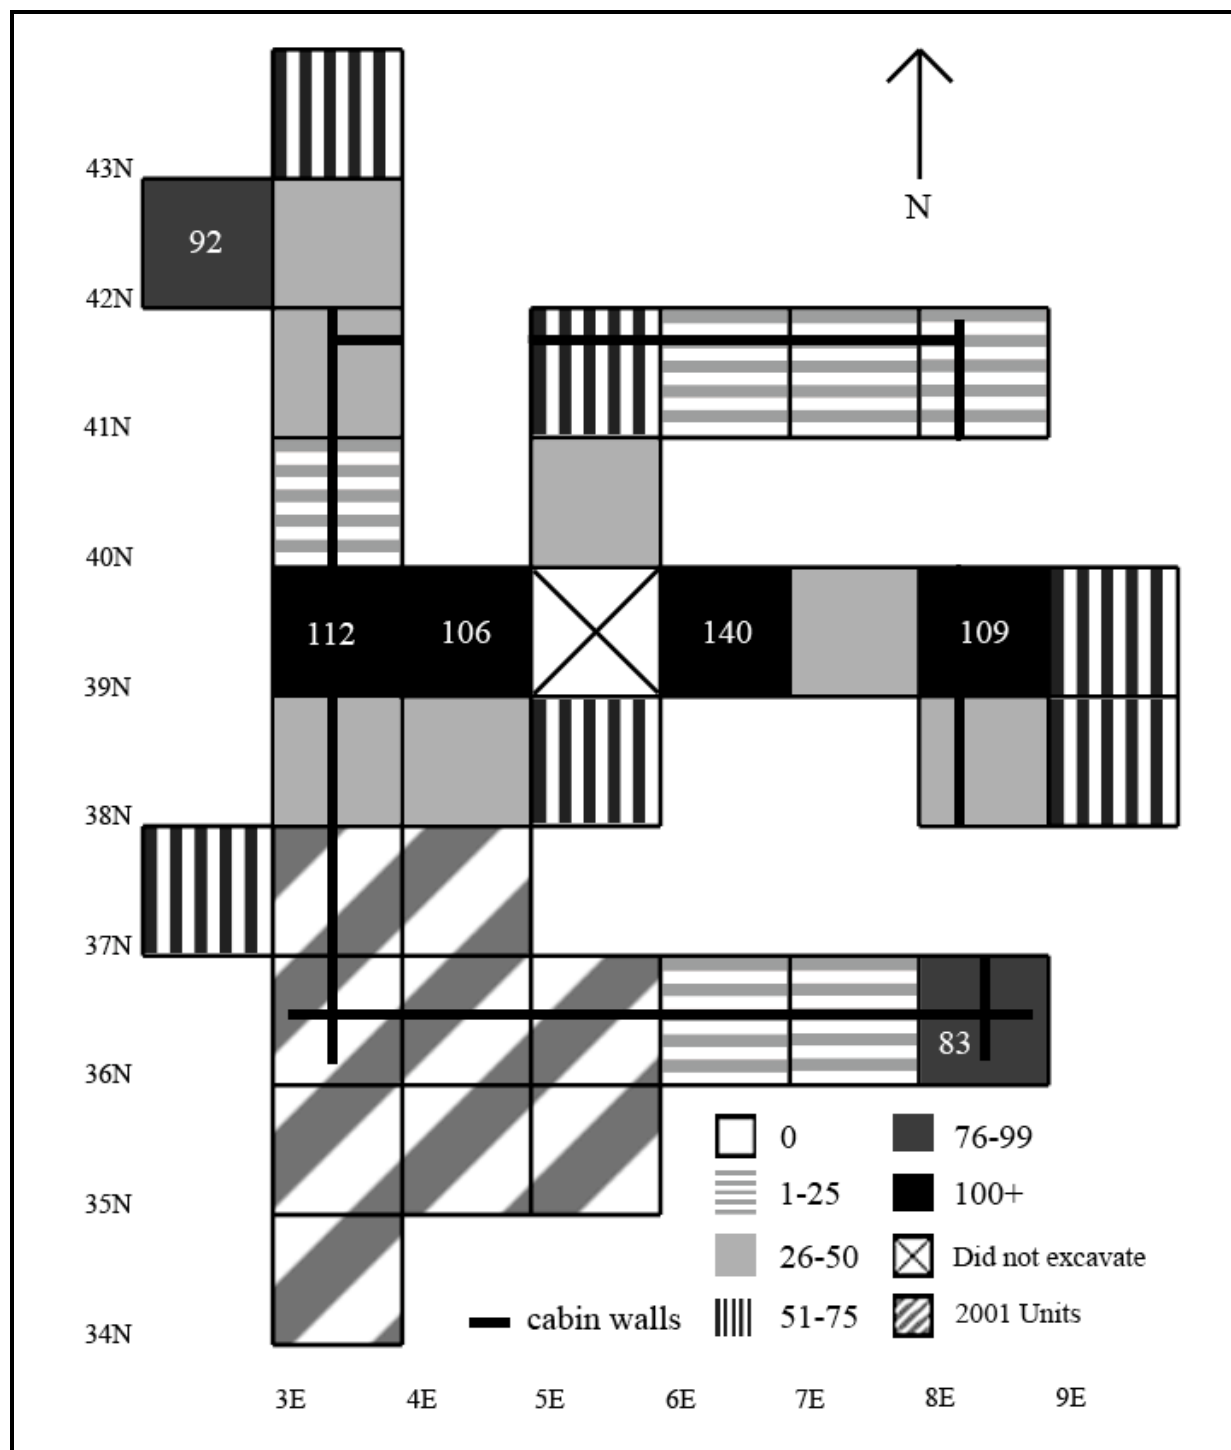 43N
92
42N
N
41N
40N
112
106
140
109
39N
38N
37N
83
36N
0
76-99
1-25
100+
35N
26-50
Did not excavate
cabin walls
51-75
2001 Units
34N
3E
4E
5E
6E
7E
8E
9E